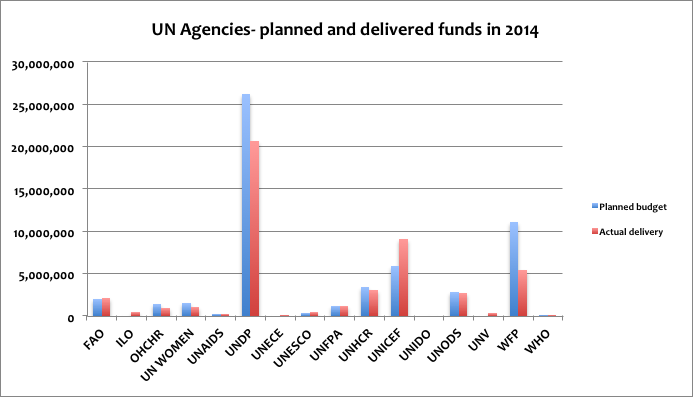 UN Agencies- planned and delivered funds in 2014
30,000,000
25,000,000
20,000,000
15,000,000
10,000,000
5,000,000
0
FAO
ILO
OHCHR
UN WOMEN
UNAIDS
UNDP
UNECE
UNESCO
UNFPA
UNHCR
UNICEF
UNIDO
UNODS
UNV
WFP
WHO
Planned budget
Actual delivery